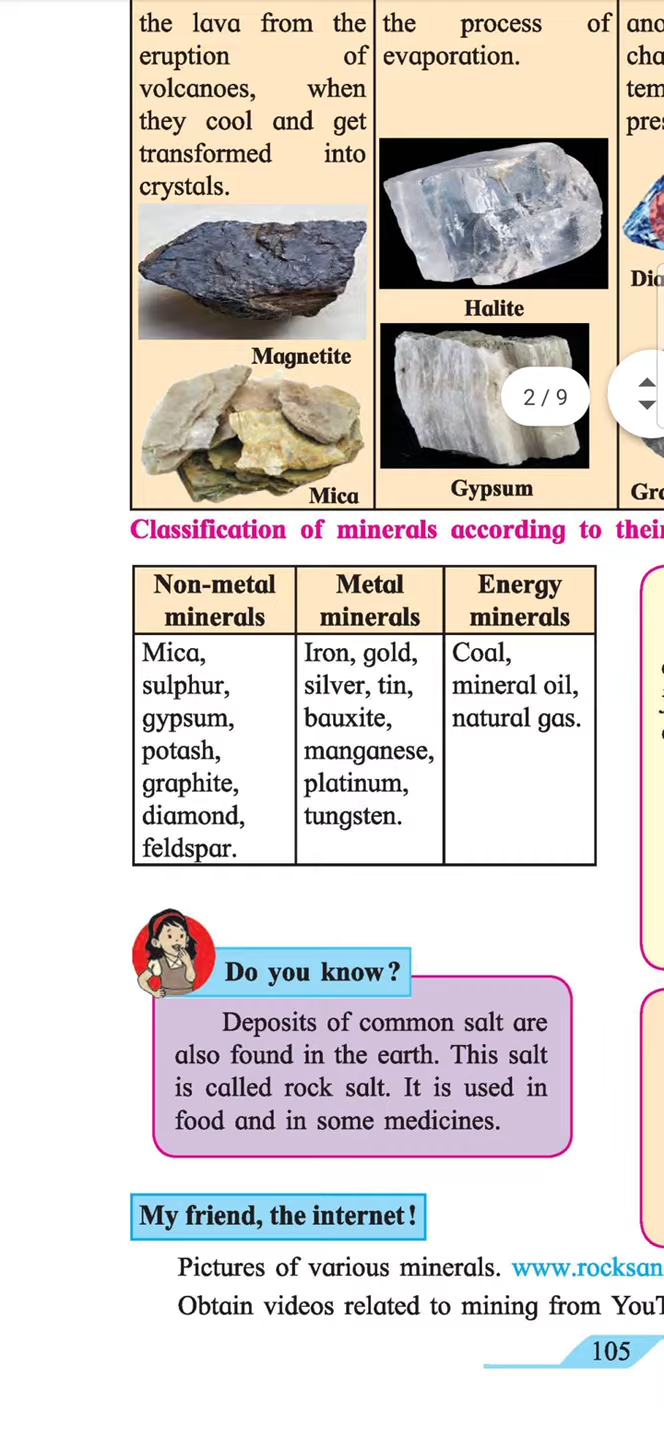 the lava from the
eruption of
volcanoes, when
they cool and get
transformed into
crystals.
Magnetite
Mica
the process of
evaporation.
Halite
Gypsum
2 / 9
Classification of minerals according to their
Non-metal
minerals
Mica,
sulphur,
gypsum,
potash,
graphite,
diamond,
feldspar.
Metal
minerals
Iron, gold,
silver, tin,
bauxite,
manganese,
platinum,
tungsten.
Energy
minerals
Coal,
mineral oil,
natural gas.
Do you know?
Deposits of common salt are
also found in the earth. This salt
is called rock salt. It is used in
food and in some medicines.
My friend, the internet!
Pictures of various minerals. www.rocksan
Obtain videos related to mining from YouT
105